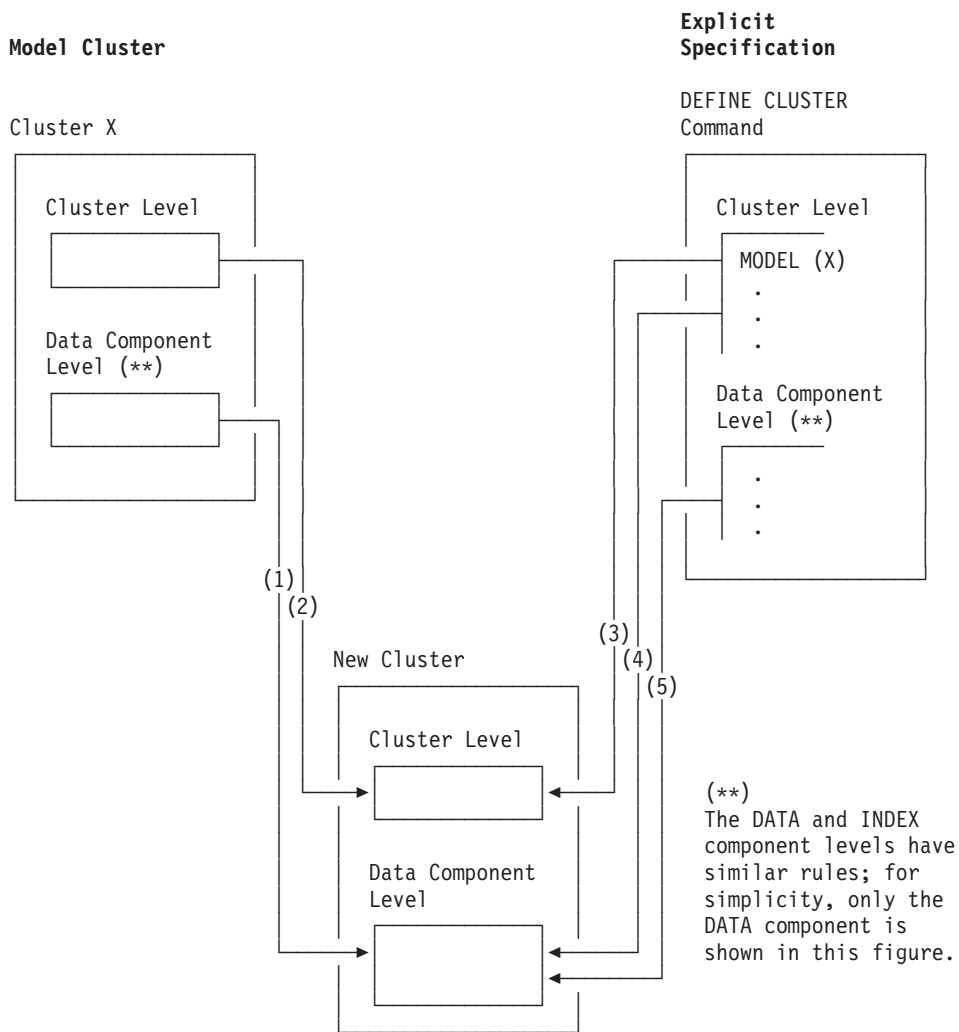 Model Cluster
Explicit
Specification
Cluster X
DEFINE CLUSTER
Command
Cluster Level
Data Component
Level (**)
Cluster Level
MODEL (X)
.
.
.
Data Component
Level (**)
.
.
.
(1)
(2)
(3)
(4)
(5)
New Cluster
Cluster Level
Data Component
Level
(**)
The DATA and INDEX
component levels have
similar rules; for
simplicity, only the
DATA component is
shown in this figure.